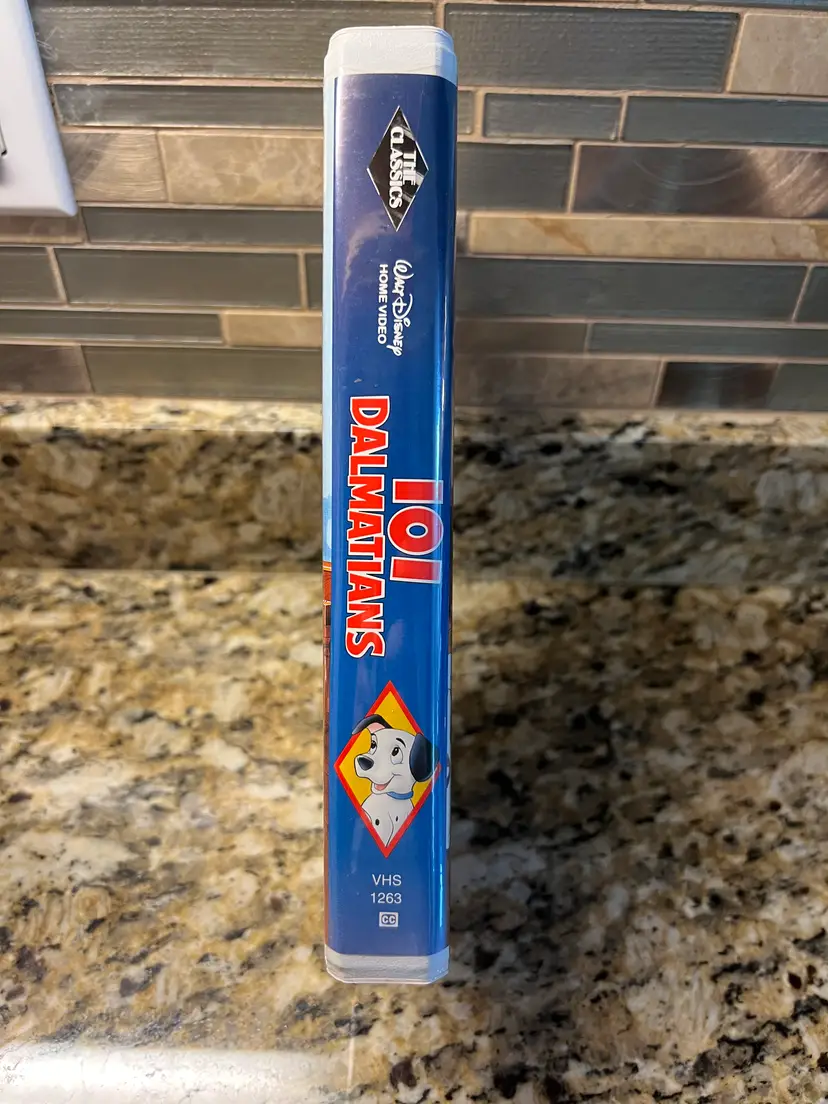 THE
CLASSICS
Walt Disney
HOME VIDEO
101
DALMATIANS
VHS
1263
CC